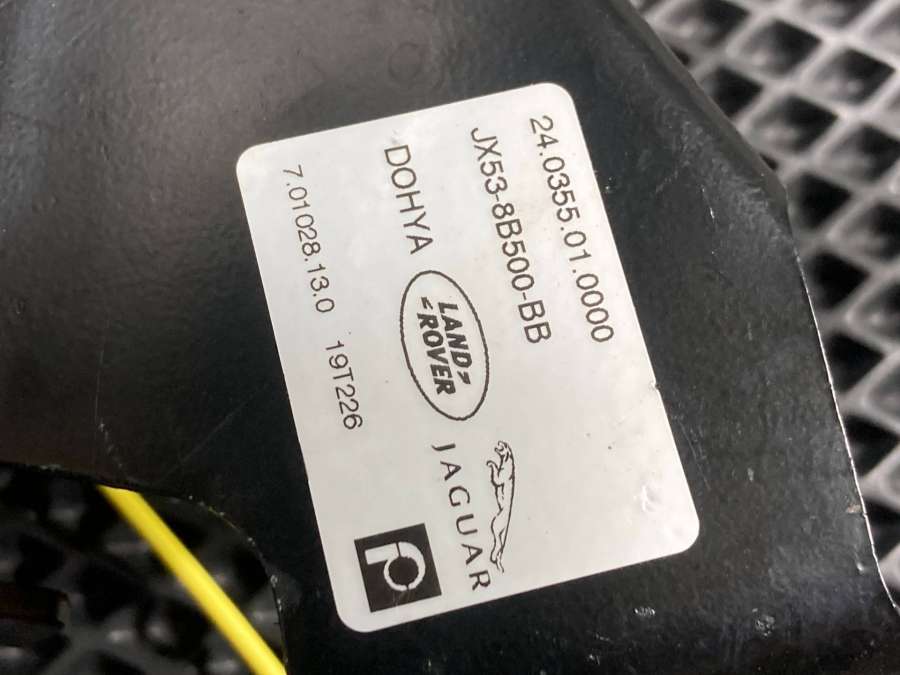 24.0355.01.0000
JX53-8B500-BB
DOHYA LAND ROVER JAGUAR
7.01028.13.0 19T226